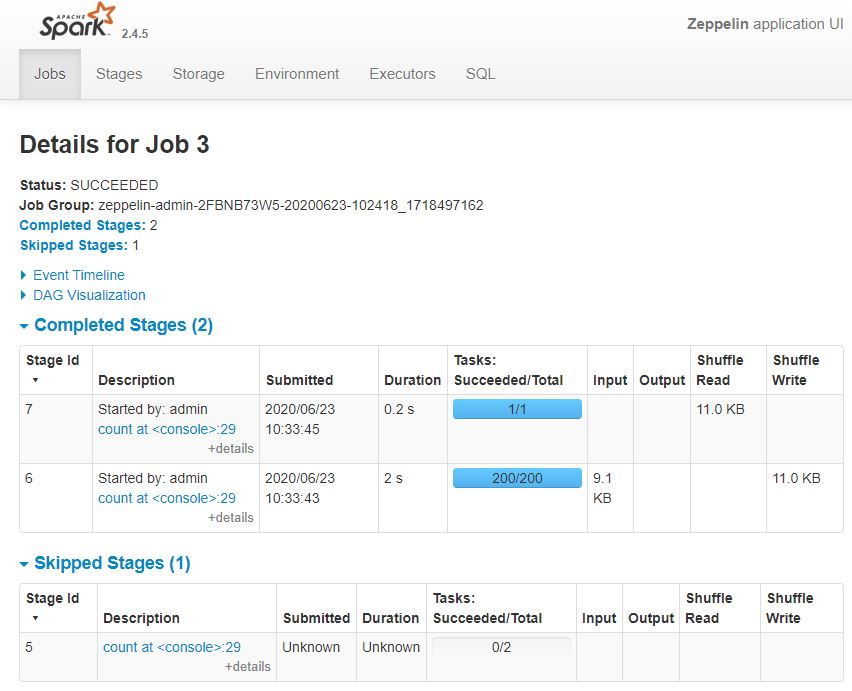 APACHE
Spark 2.4.5
Zeppelin application UI
Jobs Stages Storage Environment Executors SQL
Details for Job 3
Status: SUCCEEDED
Job Group: zeppelin-admin-2FBNB73W5-20200623-102418_1718497162
Completed Stages: 2
Skipped Stages: 1
Event Timeline
DAG Visualization
Completed Stages (2)
Stage Id Description Submitted Duration Tasks: Succeeded/Total Input Output Shuffle Read Shuffle Write
7 Started by: admin 2020/06/23 0.2 s 1/1 11.0 KB
count at <console>:29 10:33:45
+details
6 Started by: admin 2020/06/23 2 s 200/200 9.1 11.0 KB
count at <console>:29 10:33:43 KB
+details
Skipped Stages (1)
Stage Id Description Submitted Duration Tasks: Succeeded/Total Input Output Shuffle Read Shuffle Write
5 count at <console>:29 Unknown Unknown 0/2
+details